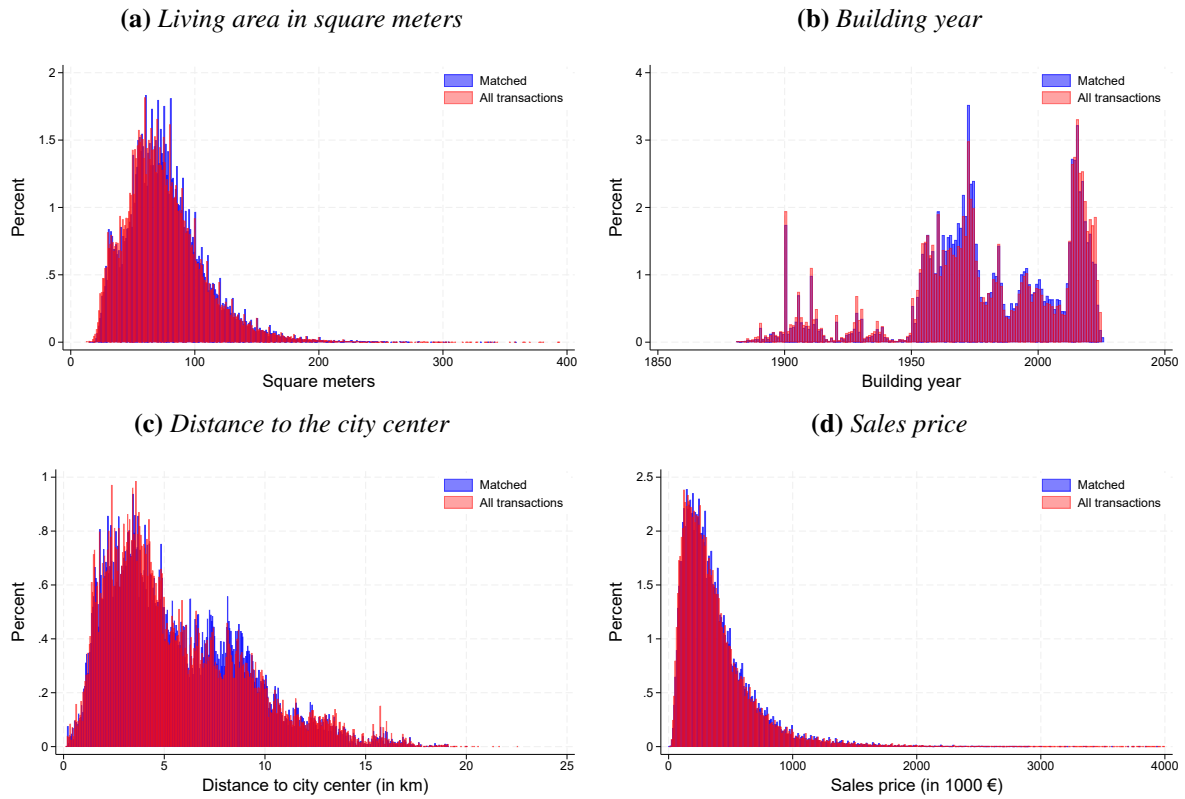 (a) Living area in square meters
2
1.5
1
.5
0
Percent
0 100 200 300 400
Square meters
Matched
All transactions
(b) Building year
4
3
2
1
0
Percent
1850 1900 1950 2000 2050
Building year
Matched
All transactions
(c) Distance to the city center
1
.8
.6
.4
.2
0
Percent
0 5 10 15 20 25
Distance to city center (in km)
Matched
All transactions
(d) Sales price
2.5
2
1.5
1
.5
0
Percent
0 1000 2000 3000 4000
Sales price (in 1000 €)
Matched
All transactions